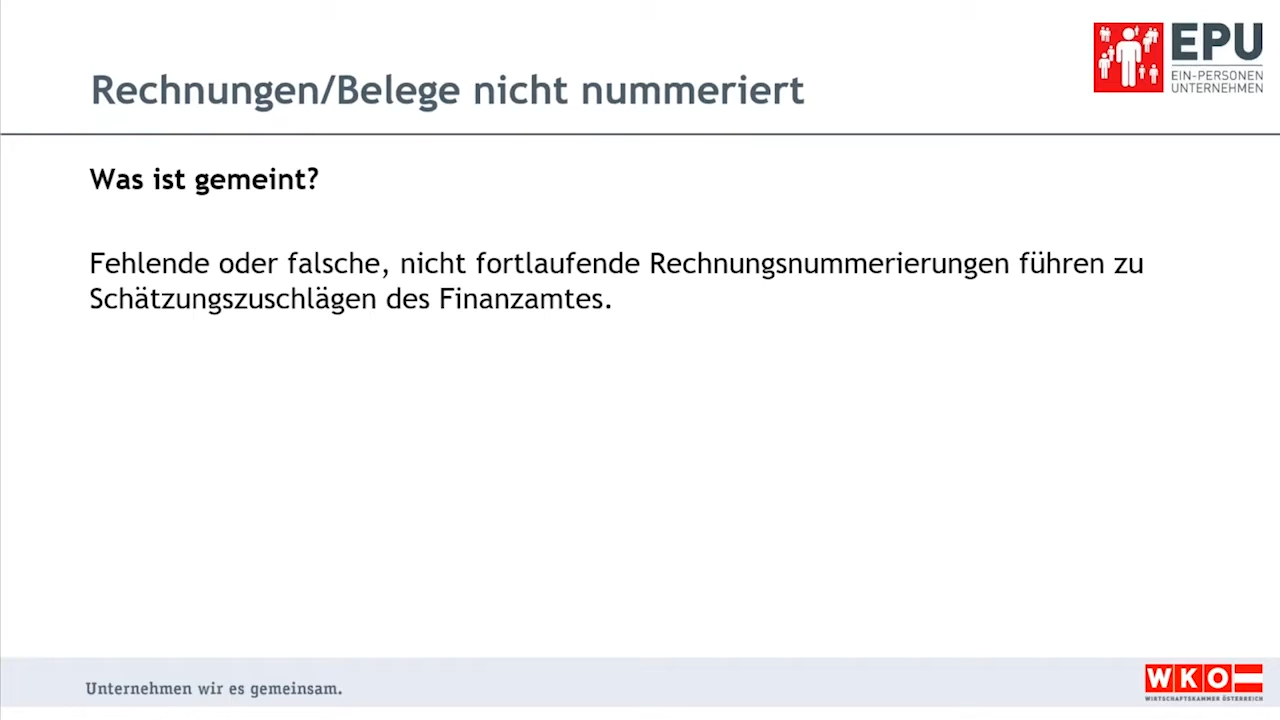 Rechnungen/Belege nicht nummeriert
EPU
EIN-PERSONEN
UNTERNEHMEN
Was ist gemeint?
Fehlende oder falsche, nicht fortlaufende Rechnungsnummerierungen führen zu
Schätzungszuschlägen des Finanzamtes.
Unternehmen wir es gemeinsam.
WKO
WIRTSCHAFTSKAMMER ÖSTERREICH